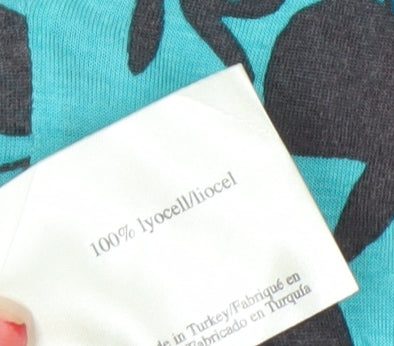 100% lyocell/liocel
de in Turkey/Fabriqué en
Fabricado en Turquía